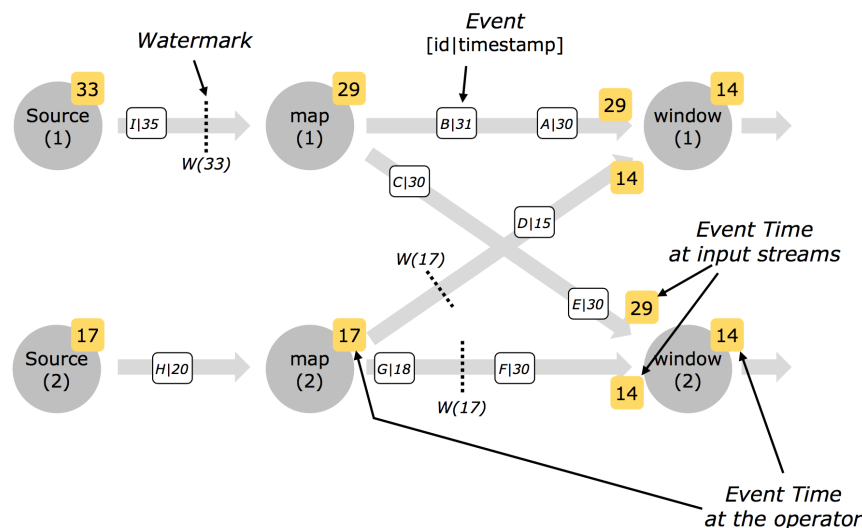 Watermark
Event
[id|timestamp]
33
Source
(1)
I|35
W(33)
29
map
(1)
B|31
A|30
29
14
window
(1)
14
C|30
D|15
W(17)
E|30
Event Time
at input streams
29
17
Source
(2)
H|20
17
map
(2)
G|18
W(17)
F|30
14
14
window
(2)
Event Time
at the operator